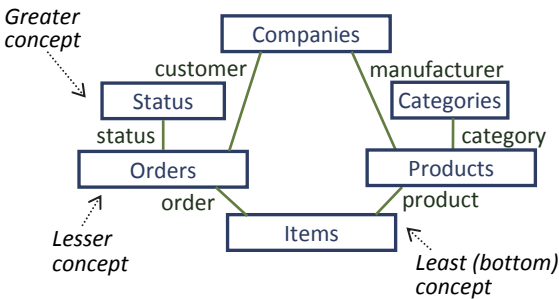 Greater
concept
Companies
customer
manufacturer
Status
Categories
status
category
Orders
Products
order
product
Lesser
concept
Items
Least (bottom)
concept